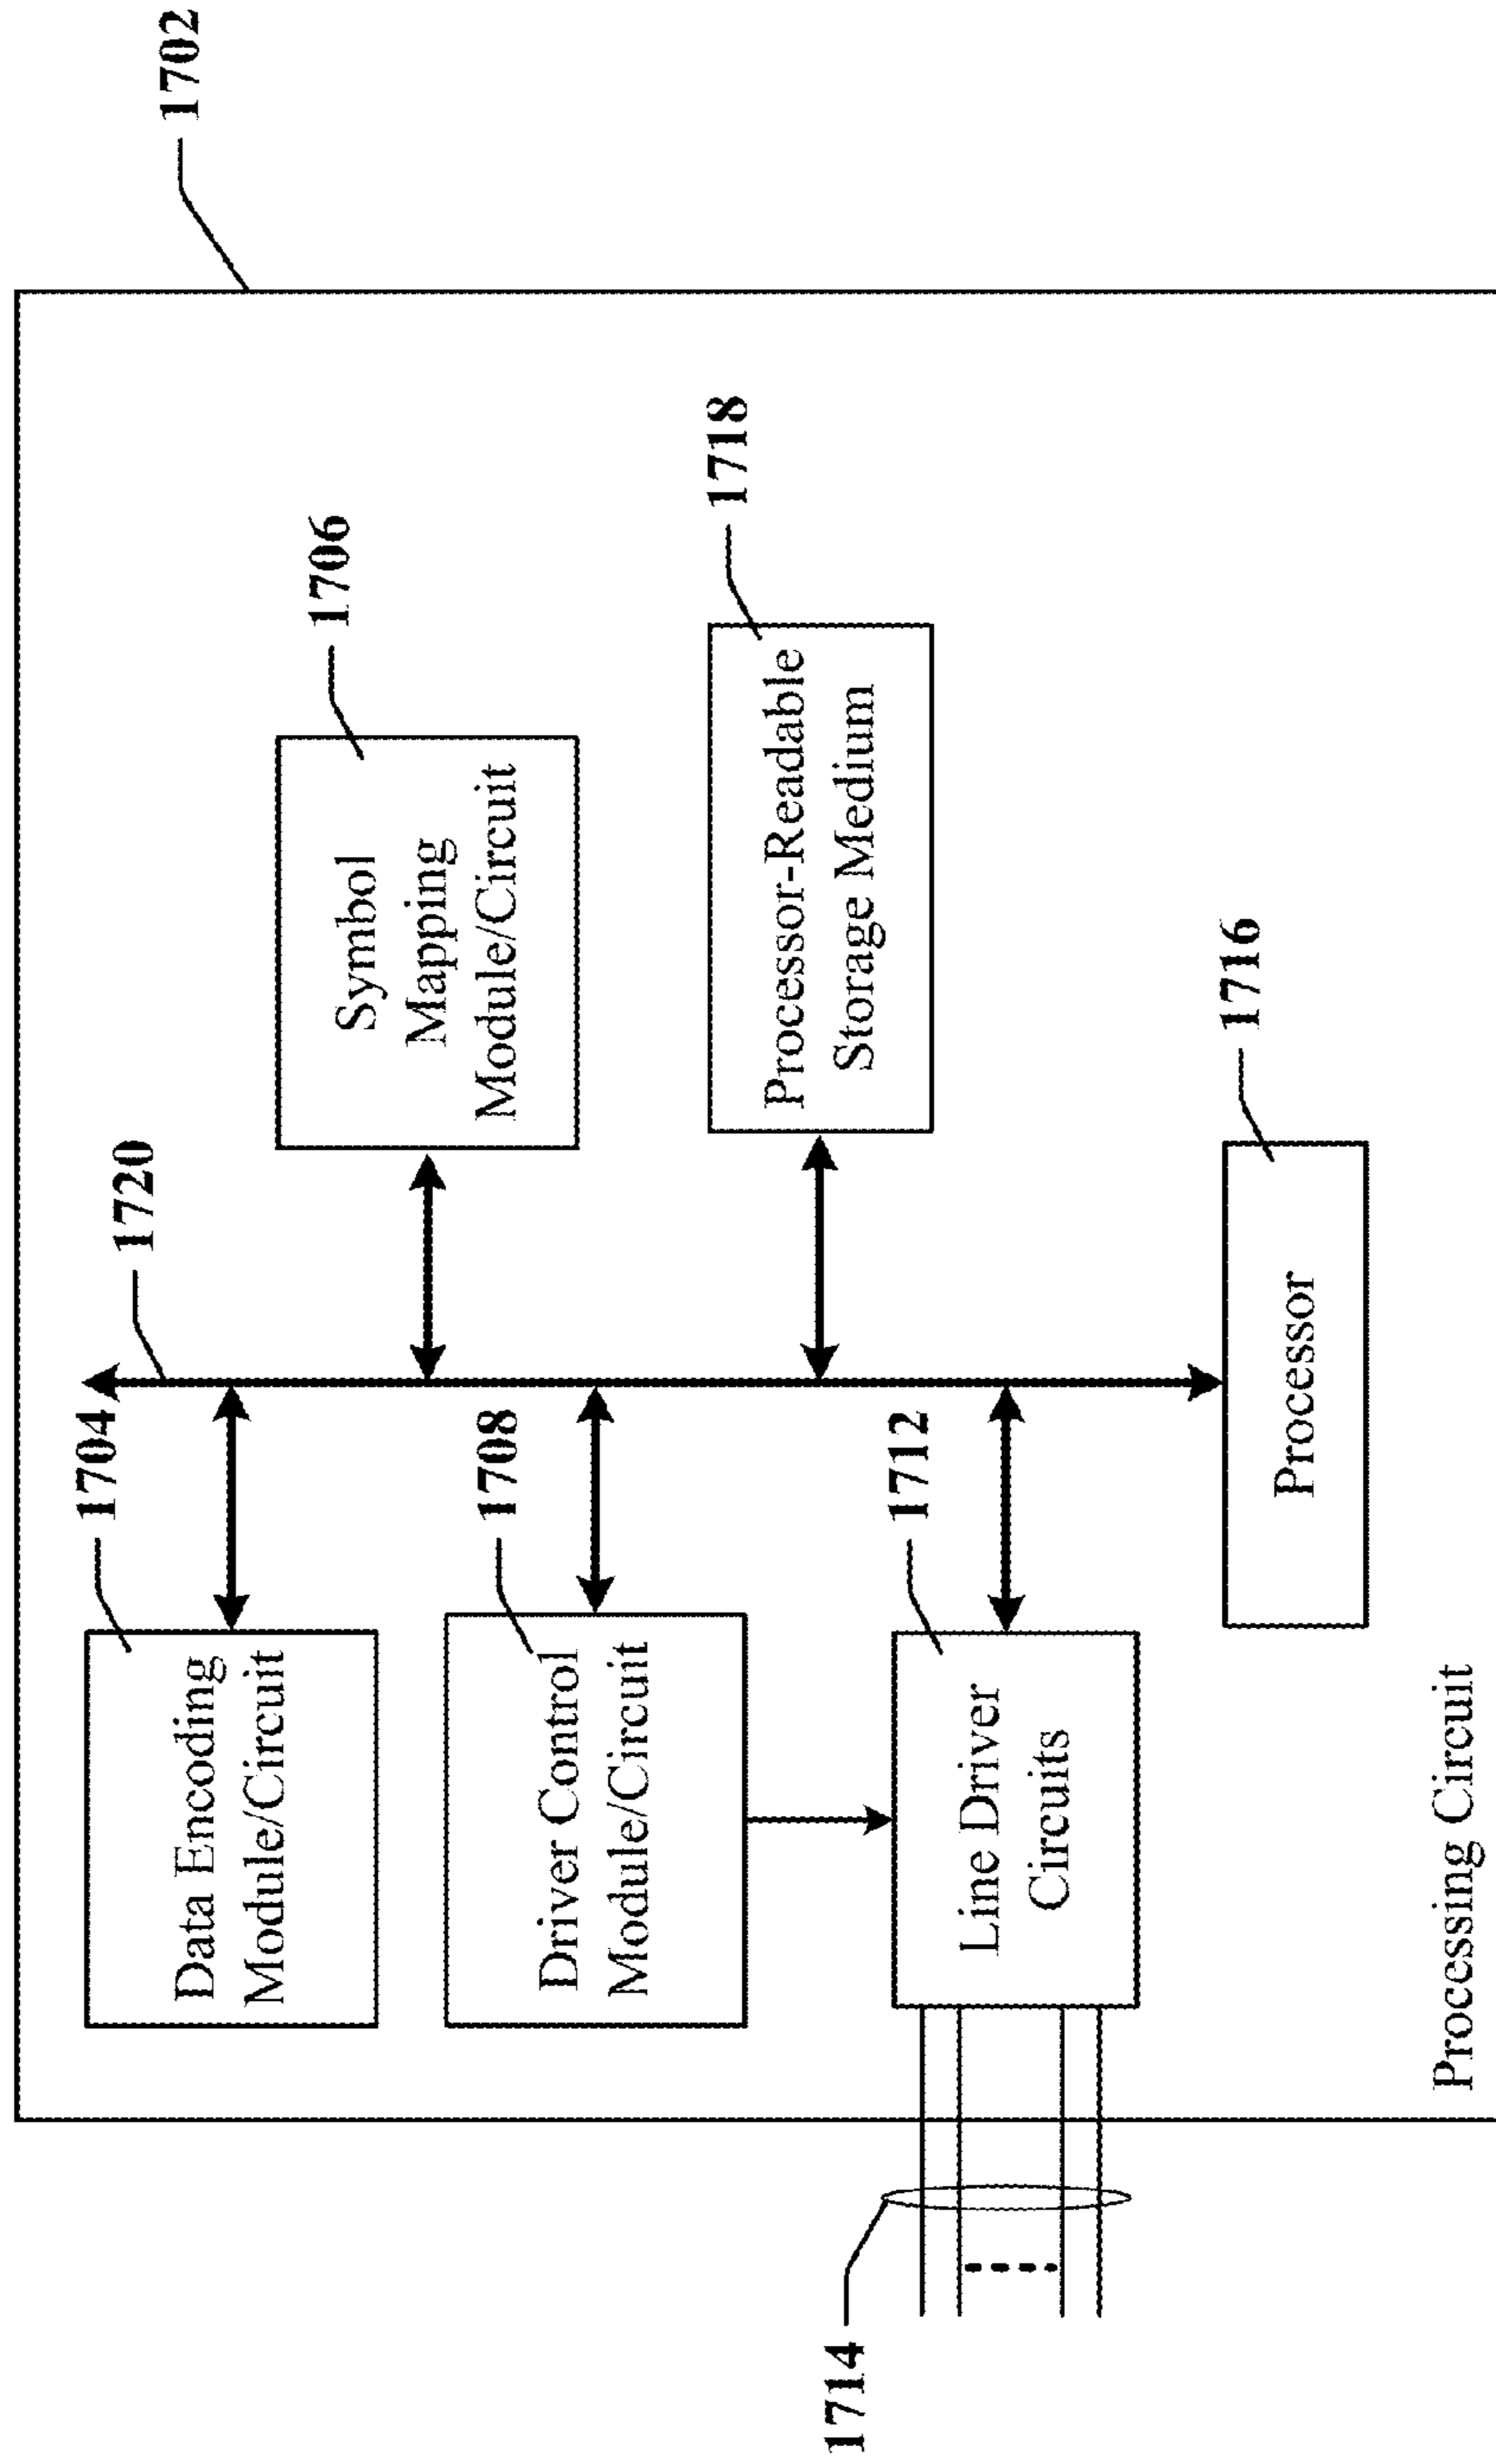 1702
1720
1704
Data Encoding
Module/Circuit
1706
Symbol
Mapping
Module/Circuit
1708
Driver Control
Module/Circuit
1718
Processor-Readable
Storage Medium
1712
Line Driver
Circuits
1714
1716
Processor
Processing Circuit